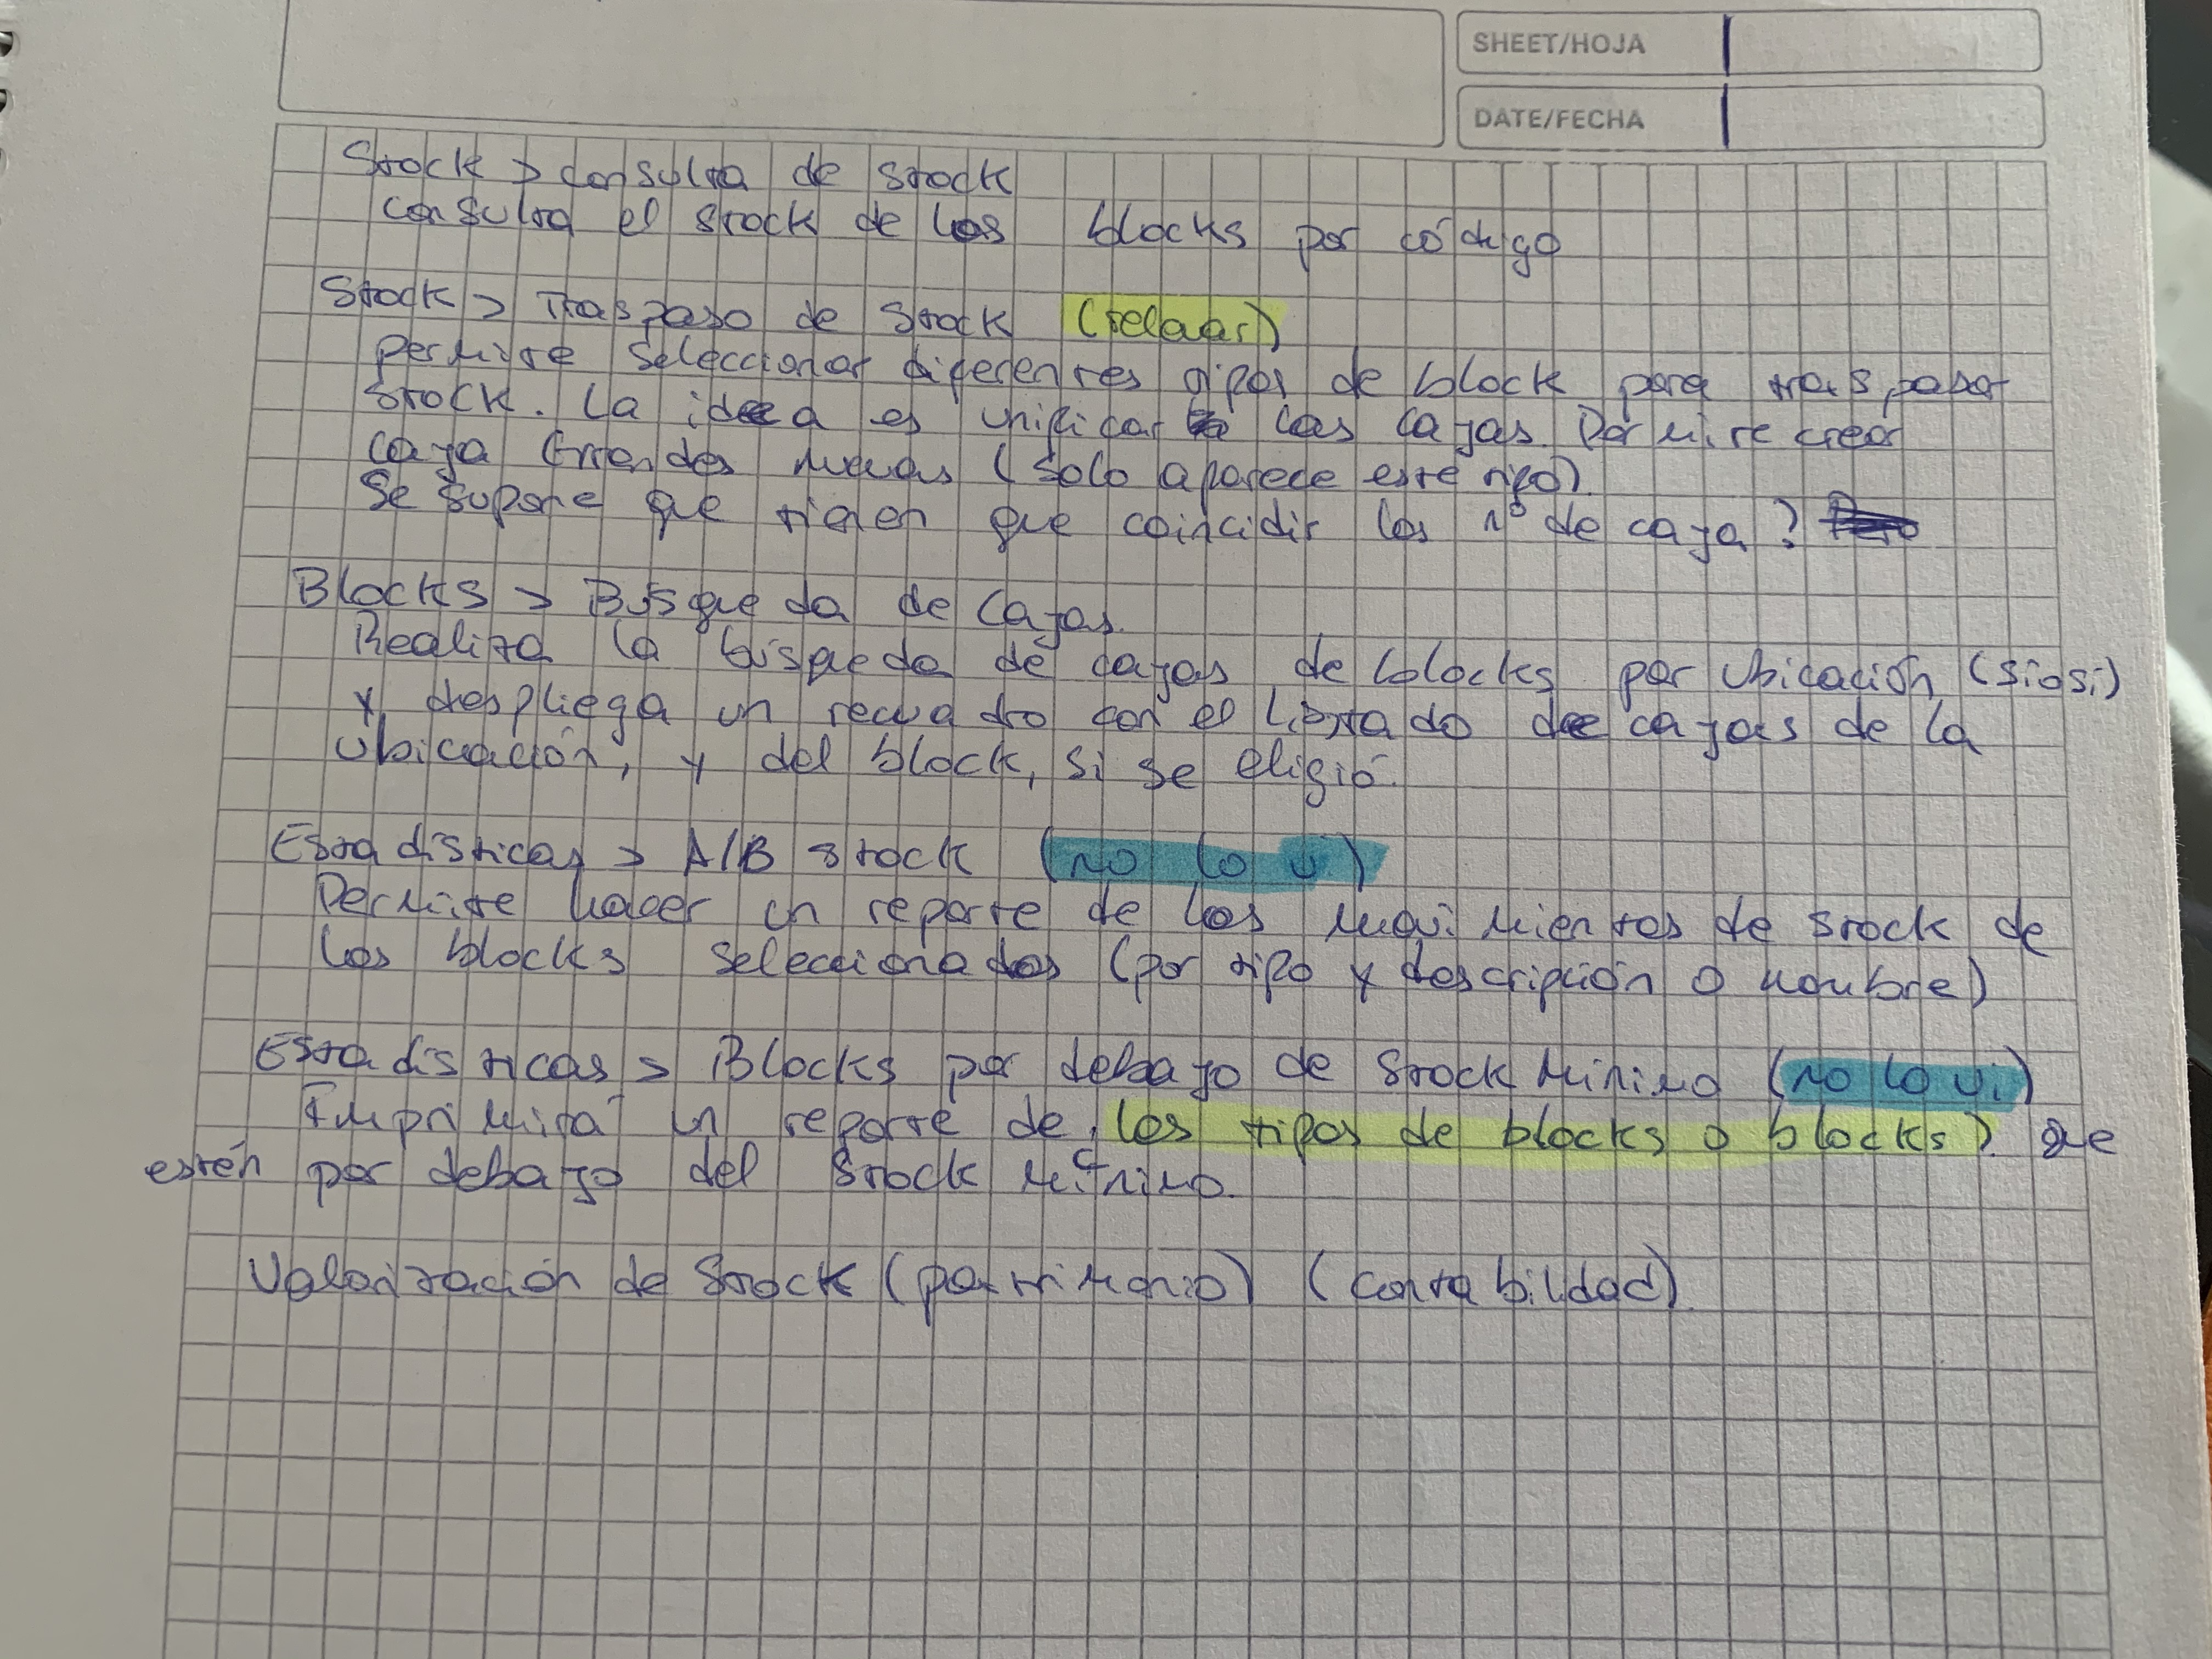 SHEET/HOJA
DATE/FECHA
Stock > consulta de stock
consulta el stock de los blocks por código
Stock > Traspaso de Stock (relevar)
permite seleccionar diferentes tipos de block para traspasar
stock. La idea es unificar las cajas. Permite crear
caja Grandes nuevas (solo aparece este tipo).
Se supone que tienen que coincidir los nº de caja?
Blocks > Búsqueda de Cajas.
Realiza la búsqueda de cajas de blocks por ubicación (siosi)
y despliega un recuadro con el listado de cajas de la
ubicación, y del block, si se eligió.
Estadísticas > A/B stock (no lo vi)
Permite hacer un reporte de los movimientos de stock de
los blocks seleccionados (por tipo y descripción o nombre)
Estadísticas > Blocks por debajo de Stock Mínimo (no lo vi)
Imprimirá un reporte de los tipos de blocks o blocks? que
estén por debajo del Stock Mínimo.
Valorización de Stock (patrimonio) (contabilidad)